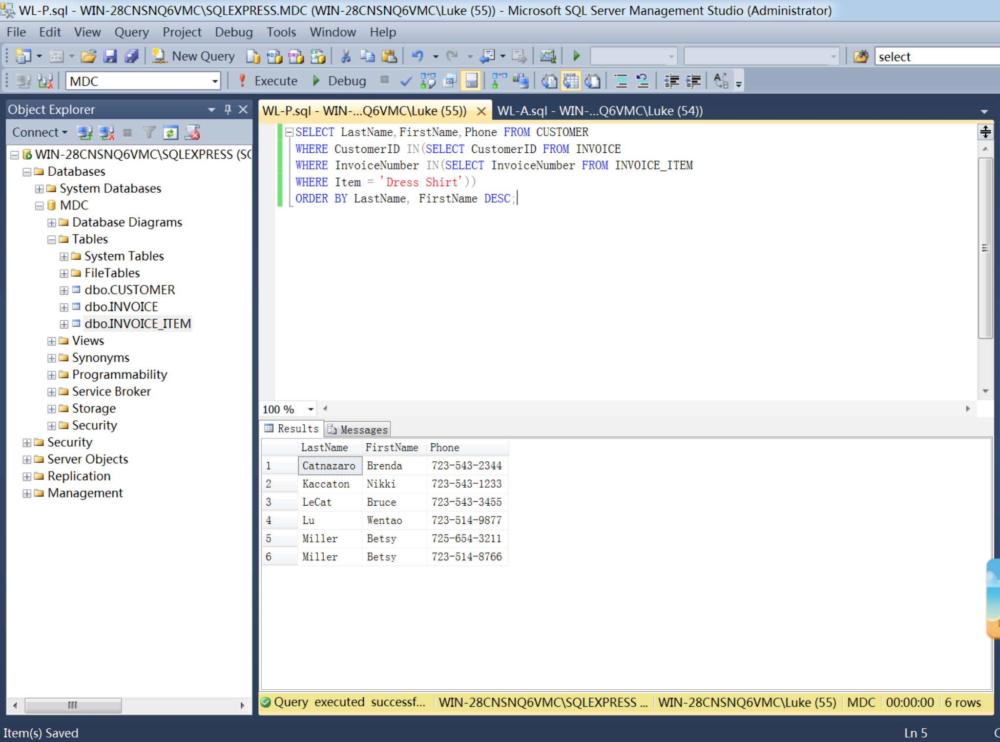 WL-P.sql - WIN-28CNSNQ6VMC\SQLEXPRESS.MDC (WIN-28CNSNQ6VMC\Luke (55)) - Microsoft SQL Server Management Studio (Administrator)
File Edit View Query Project Debug Tools Window Help
New Query select
MDC Execute Debug
Object Explorer
WL-P.sql - WIN-...Q6VMC\Luke (55)) WL-A.sql - WIN-...Q6VMC\Luke (54))
Connect
WIN-28CNSNQ6VMC\SQLEXPRESS
Databases
System Databases
MDC
Database Diagrams
Tables
System Tables
FileTables
dbo.CUSTOMER
dbo.INVOICE
dbo.INVOICE_ITEM
Views
Synonyms
Programmability
Service Broker
Storage
Security
Security
Server Objects
Replication
Management
SELECT LastName,FirstName,Phone FROM CUSTOMER
WHERE CustomerID IN(SELECT CustomerID FROM INVOICE
WHERE InvoiceNumber IN(SELECT InvoiceNumber FROM INVOICE_ITEM
WHERE Item = 'Dress Shirt'))
ORDER BY LastName, FirstName DESC;
100 %
Results Messages
LastName FirstName Phone
1 Catnazaro Brenda 723-543-2344
2 Kaccaton Nikki 723-543-1233
3 LeCat Bruce 723-543-3455
4 Lu Wentao 723-514-9877
5 Miller Betsy 725-654-3211
6 Miller Betsy 723-514-8766
Query executed successf... WIN-28CNSNQ6VMC\SQLEXPRESS ... WIN-28CNSNQ6VMC\Luke (55) MDC 00:00:00 6 rows
Item(s) Saved Ln 5